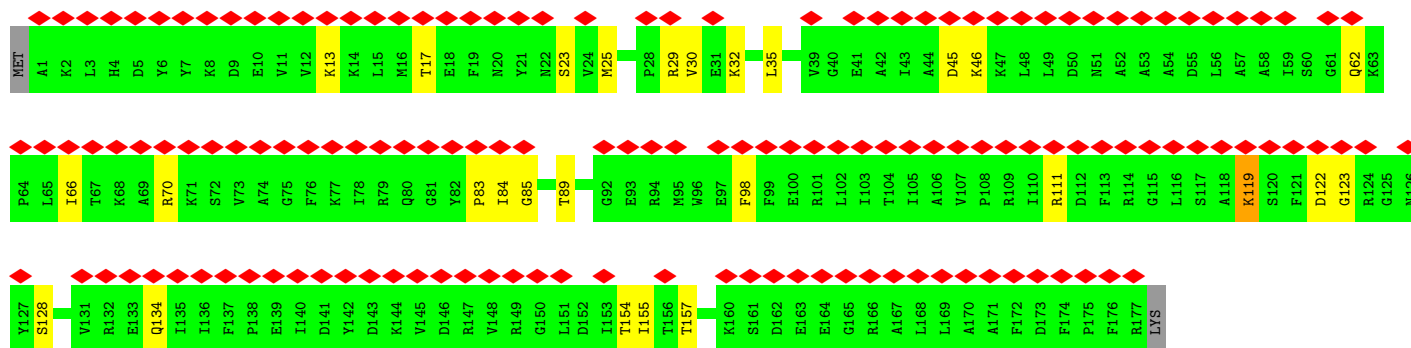 MET A1 K2 L3 H4 D5 Y6 Y7 K8 D9 E10 V11 V12 K13 K14 L15 M16 T17 E18 F19 N20 Y21 N22 S23 V24 M25 P28 R29 V30 E31 K32 L35 V39 G40 E41 A42 I43 A44 D45 K46 K47 L48 L49 D50 N51 A52 A53 A54 D55 L56 A57 A58 I59 S60 G61 Q62 K63
P64 L65 I66 T67 K68 A69 R70 K71 S72 V73 A74 G75 F76 K77 I78 R79 Q80 G81 Y82 P83 I84 G85 T89 G92 E93 R94 M95 W96 E97 F98 F99 E100 R101 L102 I103 T104 I105 A106 V107 P108 R109 I110 R111 D112 F113 R114 G115 L116 S117 A118 K119 S120 F121 D122 G123 R124 G125 N126
Y127 S128 V131 R132 E133 Q134 I135 I136 F137 P138 E139 I140 D141 Y142 D143 K144 V145 D146 R147 V148 R149 G150 L151 D152 I153 T154 I155 T156 T157 K160 S161 D162 E163 E164 G165 R166 A167 L168 L169 A170 A171 F172 D173 F174 P175 F176 R177 LYS